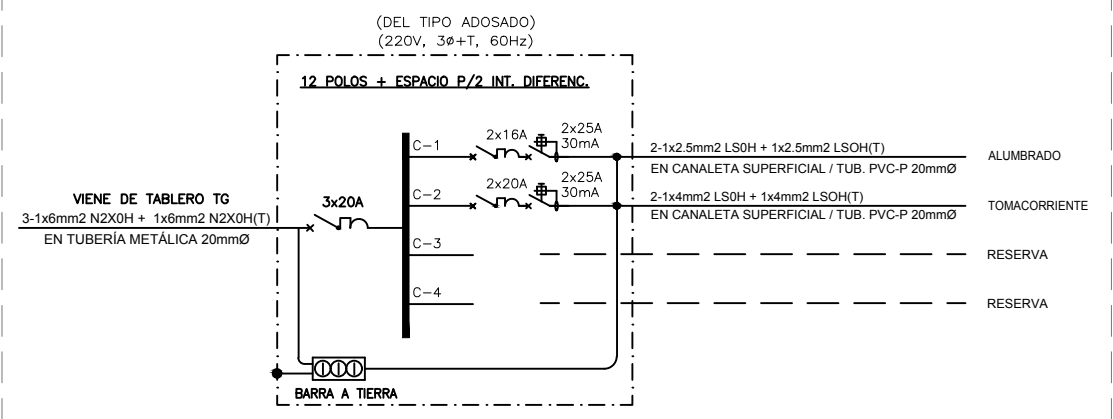 (DEL TIPO ADOSADO)
(220V, 3ø+T, 60Hz)
12 POLOS + ESPACIO P/2 INT. DIFERENC.
C-1
2x16A
2x25A
30mA
2-1x2.5mm2 LS0H + 1x2.5mm2 LSOH(T)
EN CANALETA SUPERFICIAL / TUB. PVC-P 20mmØ
ALUMBRADO
C-2
2x20A
2x25A
30mA
2-1x4mm2 LS0H + 1x4mm2 LSOH(T)
EN CANALETA SUPERFICIAL / TUB. PVC-P 20mmØ
TOMACORRIENTE
VIENE DE TABLERO TG
3-1x6mm2 N2X0H + 1x6mm2 N2X0H(T)
EN TUBERÍA METÁLICA 20mmØ
3x20A
C-3
RESERVA
C-4
RESERVA
BARRA A TIERRA